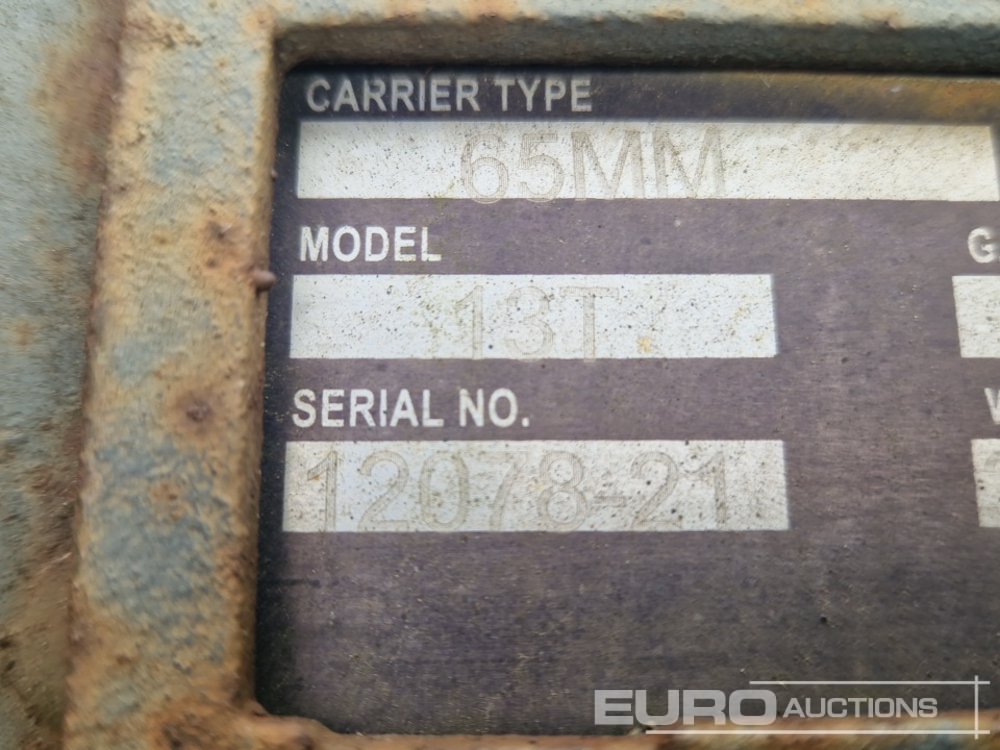 CARRIER TYPE
65MM
MODEL
13T
SERIAL NO.
12078-21
EURO AUCTIONS